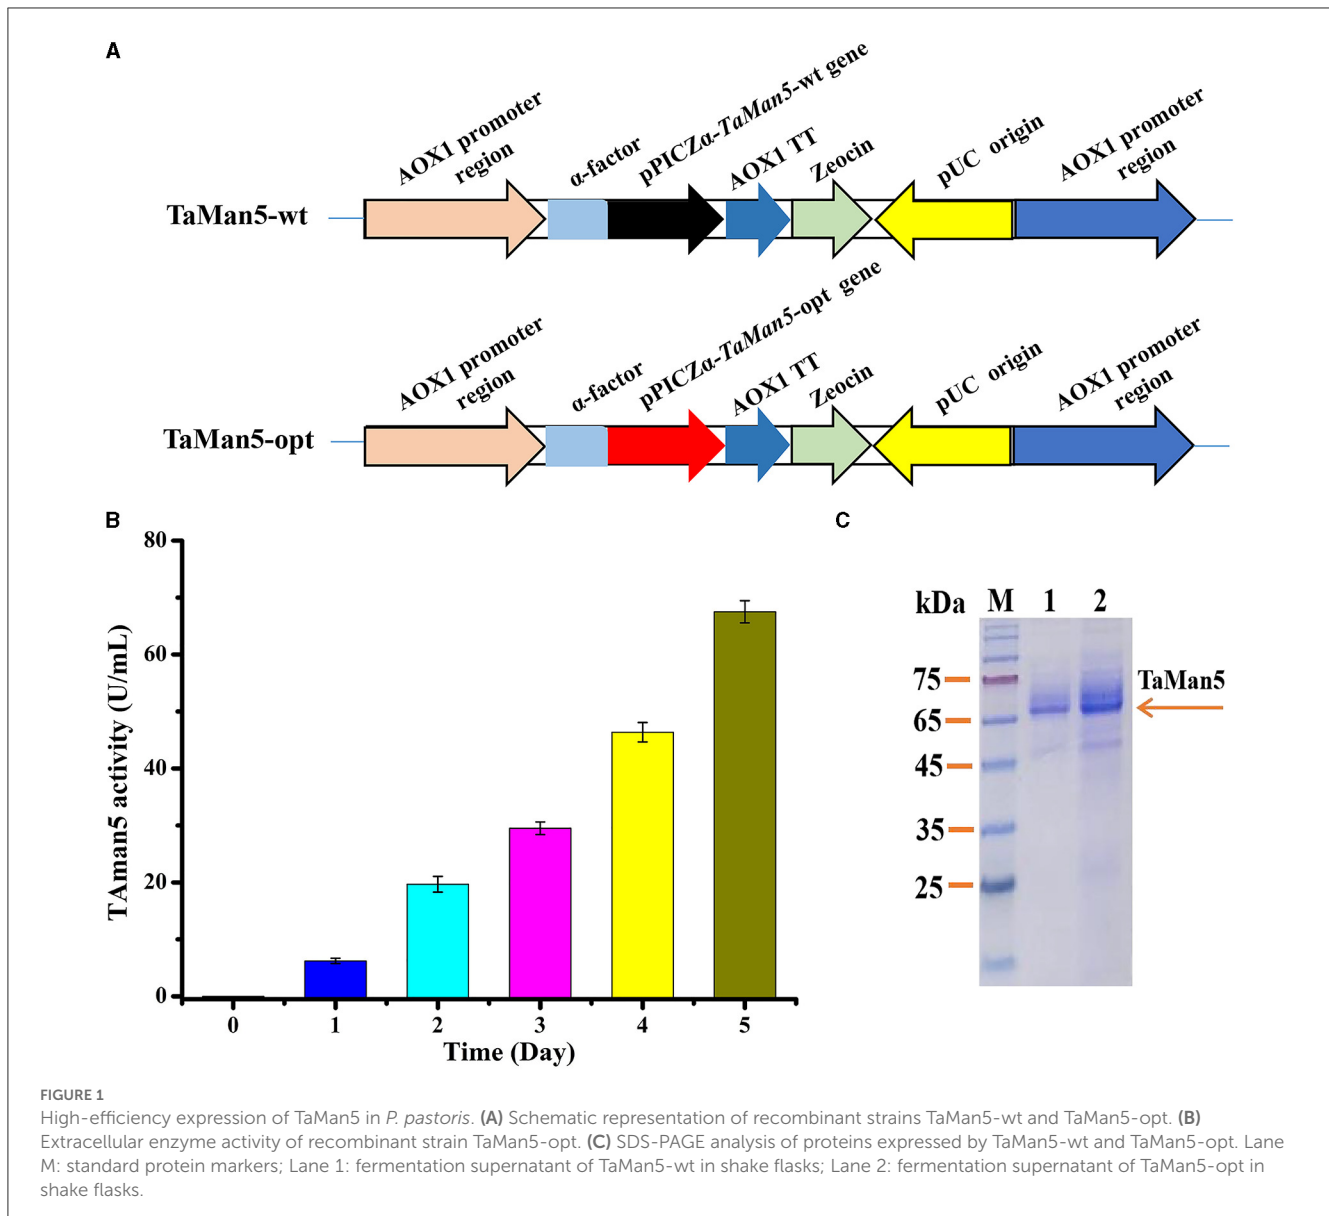 A
AOX1 promoter
region
α-factor
pPICZα-TaMan5-wt gene
AOX1 TT
Zeocin
pUC origin
AOX1 promoter
region
TaMan5-wt
AOX1 promoter
region
α-factor
pPICZα-TaMan5-opt gene
AOX1 TT
Zeocin
pUC origin
AOX1 promoter
region
TaMan5-opt
B
TAman5 activity (U/mL)
80
60
40
20
0
0 1 2 3 4 5
Time (Day)
C
kDa M 1 2
75
65
45
35
25
TaMan5
FIGURE 1
High-efficiency expression of TaMan5 in P. pastoris. (A) Schematic representation of recombinant strains TaMan5-wt and TaMan5-opt. (B)
Extracellular enzyme activity of recombinant strain TaMan5-opt. (C) SDS-PAGE analysis of proteins expressed by TaMan5-wt and TaMan5-opt. Lane
M: standard protein markers; Lane 1: fermentation supernatant of TaMan5-wt in shake flasks; Lane 2: fermentation supernatant of TaMan5-opt in
shake flasks.